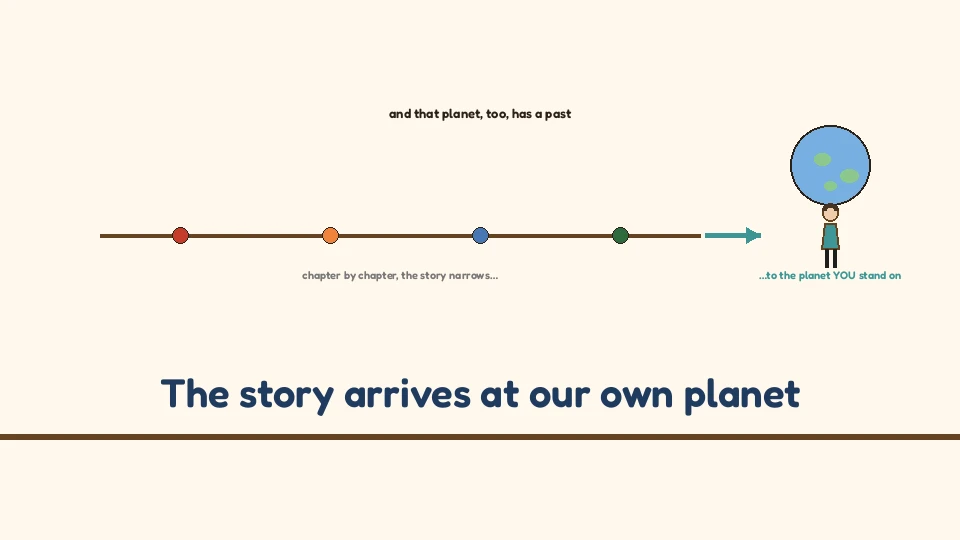 and that planet, too, has a past
chapter by chapter, the story narrows...
...to the planet YOU stand on
The story arrives at our own planet